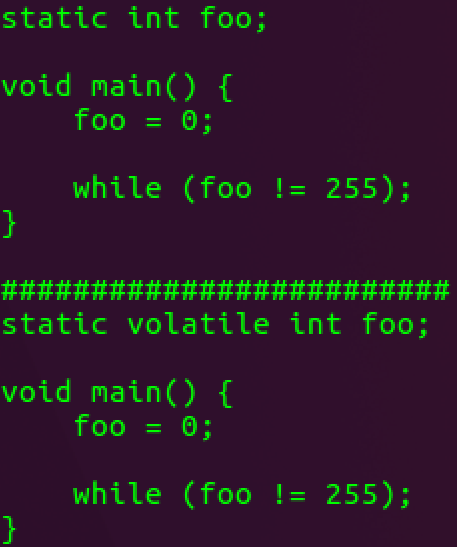 static int foo;
void main() {
    foo = 0;
    while (foo != 255);
}
#########################
static volatile int foo;
void main() {
    foo = 0;
    while (foo != 255);
}